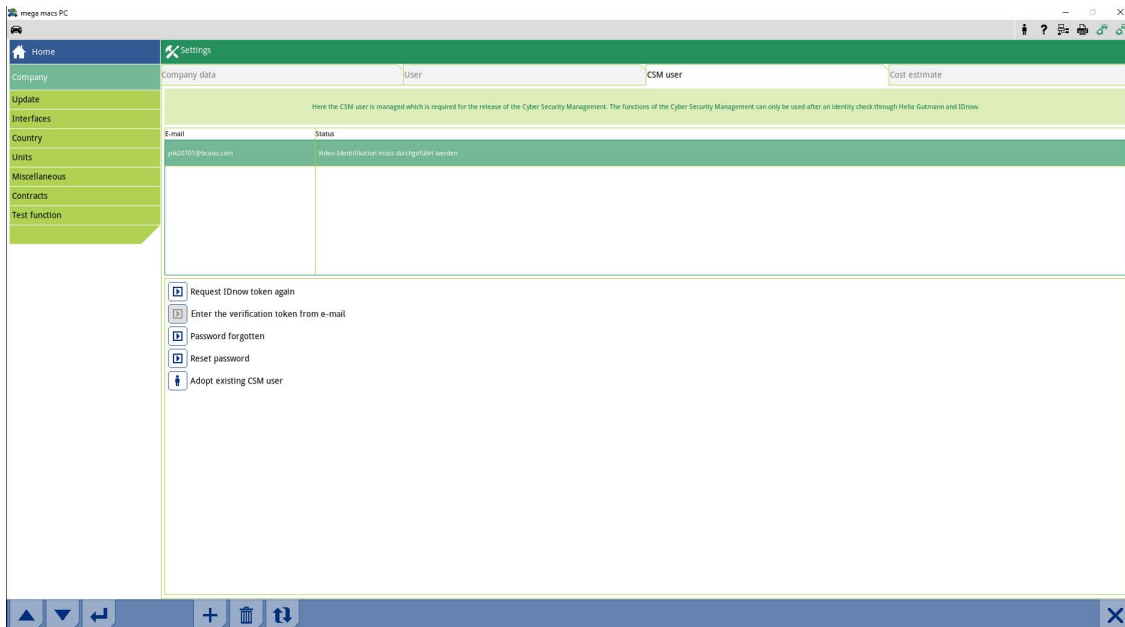 mega macs PC
Home
Settings
Company
Company data
User
CSM user
Cost estimate
Update
Interfaces
Country
Units
Miscellaneous
Contracts
Test function
Here the CSM user is managed which is required for the release of the Cyber Security Management. The functions of the Cyber Security Management can only be used after an identity check through Hella Gutmann and IDnow.
E-mail
Status
Video-Identifikation muss durchgeführt werden
Request IDnow token again
Enter the verification token from e-mail
Password forgotten
Reset password
Adopt existing CSM user